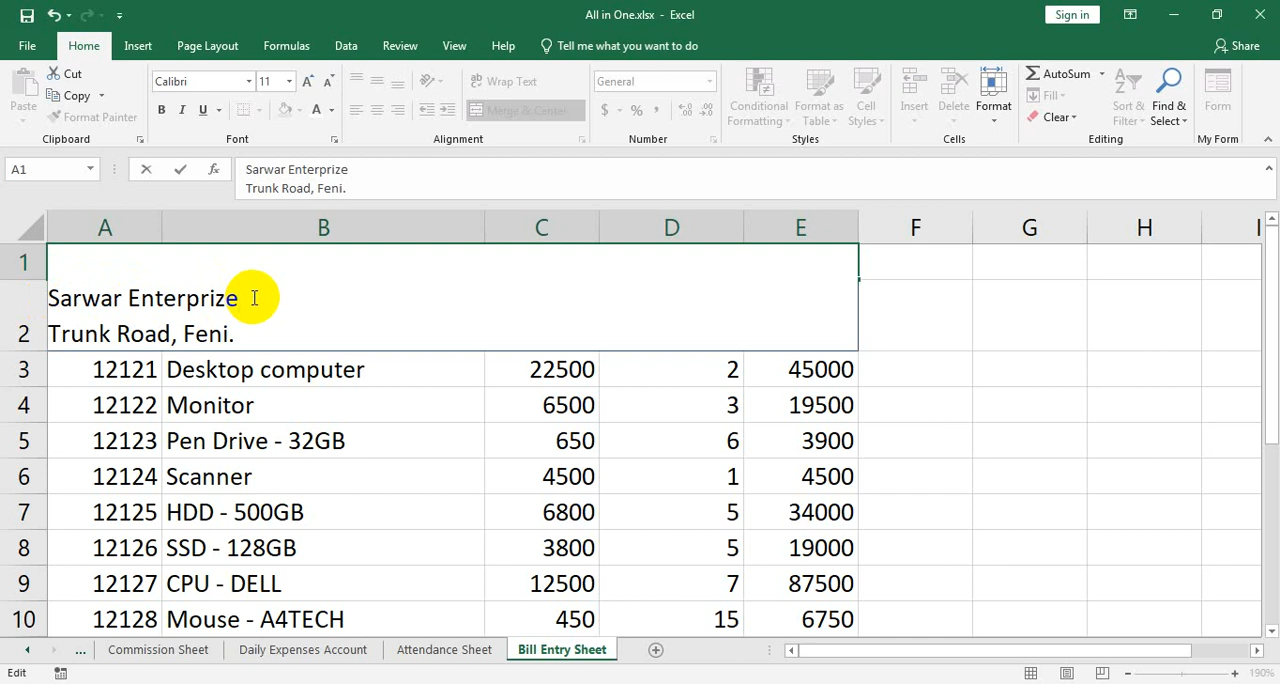 All in One.xlsx - Excel
Sign in
File Home Insert Page Layout Formulas Data Review View Help Tell me what you want to do Share
Paste
Cut
Copy
Format Painter
Clipboard
Calibri 11
B I U
Font
Wrap Text
Merge & Center
Alignment
General
$ % ,
Number
Conditional Formatting
Format as Table
Cell Styles
Styles
Insert
Delete
Format
Cells
AutoSum
Fill
Clear
Sort & Filter
Find & Select
Editing
Form
My Form
A1
fx
Sarwar Enterprize
Trunk Road, Feni.
A B C D E F G H I
1
Sarwar Enterprize
2 Trunk Road, Feni.
3 12121 Desktop computer 22500 2 45000
4 12122 Monitor 6500 3 19500
5 12123 Pen Drive - 32GB 650 6 3900
6 12124 Scanner 4500 1 4500
7 12125 HDD - 500GB 6800 5 34000
8 12126 SSD - 128GB 3800 5 19000
9 12127 CPU - DELL 12500 7 87500
10 12128 Mouse - A4TECH 450 15 6750
... Commission Sheet Daily Expenses Account Attendance Sheet Bill Entry Sheet
Edit
190%